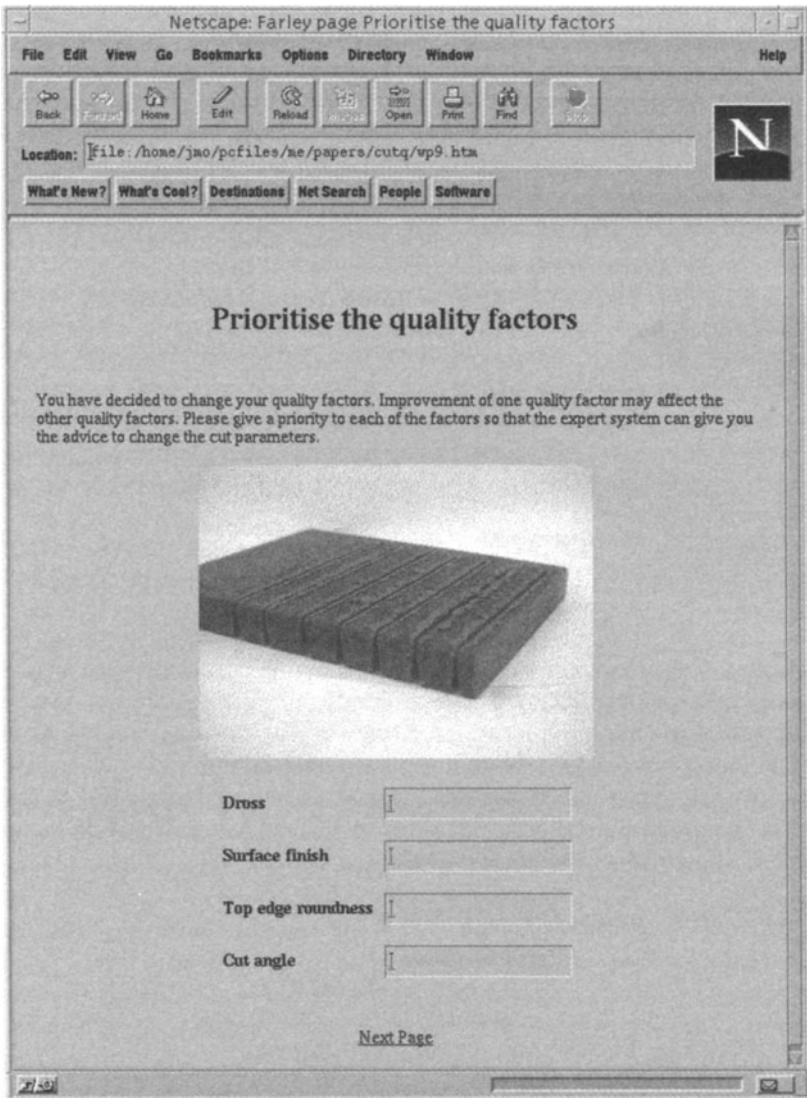 Netscape: Farley page Prioritise the quality factors
File Edit View Go Bookmarks Options Directory Window Help
Back Forward Home Edit Reload Images Open Print Find Stop
Location: file:/home/jmo/pcfiles/me/papers/cutq/wp9.htm
N
What's New? What's Cool? Destinations Net Search People Software
Prioritise the quality factors
You have decided to change your quality factors. Improvement of one quality factor may affect the
other quality factors. Please give a priority to each of the factors so that the expert system can give you
the advice to change the cut parameters.
Dross
Surface finish
Top edge roundness
Cut angle
Next Page